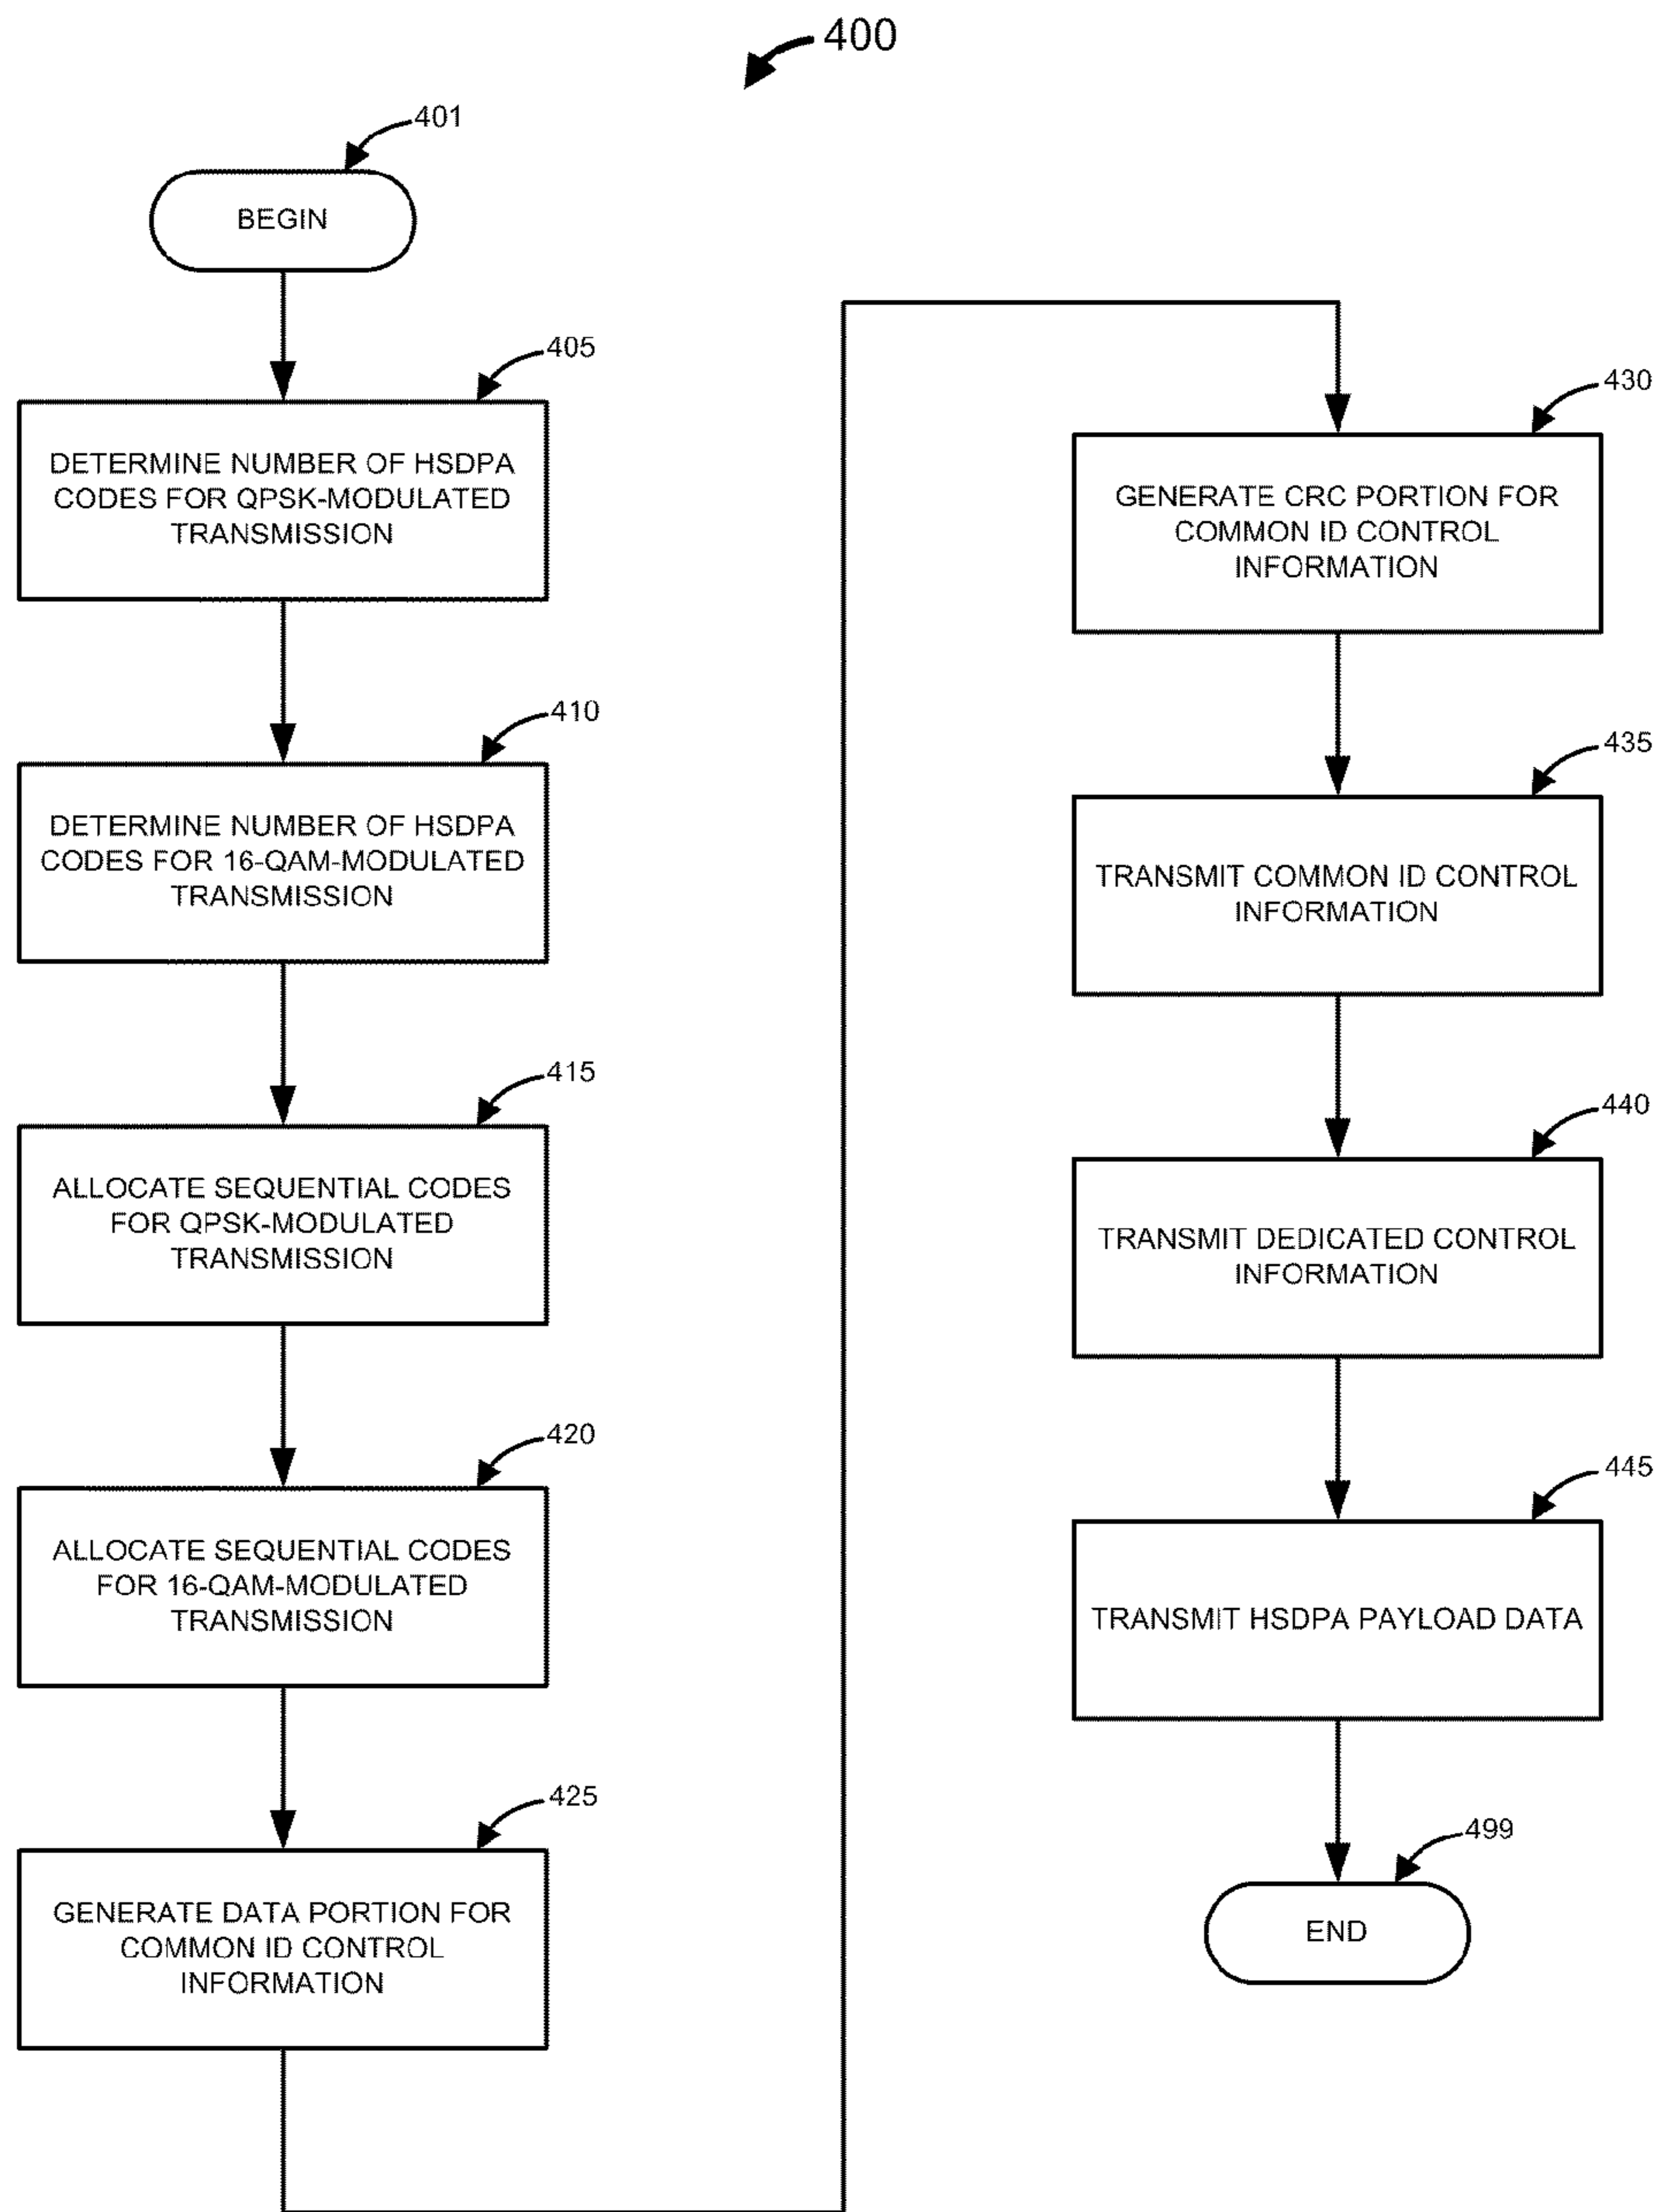 400
401
BEGIN
405
DETERMINE NUMBER OF HSDPA
CODES FOR QPSK-MODULATED
TRANSMISSION
410
DETERMINE NUMBER OF HSDPA
CODES FOR 16-QAM-MODULATED
TRANSMISSION
415
ALLOCATE SEQUENTIAL CODES
FOR QPSK-MODULATED
TRANSMISSION
420
ALLOCATE SEQUENTIAL CODES
FOR 16-QAM-MODULATED
TRANSMISSION
425
GENERATE DATA PORTION FOR
COMMON ID CONTROL
INFORMATION
430
GENERATE CRC PORTION FOR
COMMON ID CONTROL
INFORMATION
435
TRANSMIT COMMON ID CONTROL
INFORMATION
440
TRANSMIT DEDICATED CONTROL
INFORMATION
445
TRANSMIT HSDPA PAYLOAD DATA
499
END